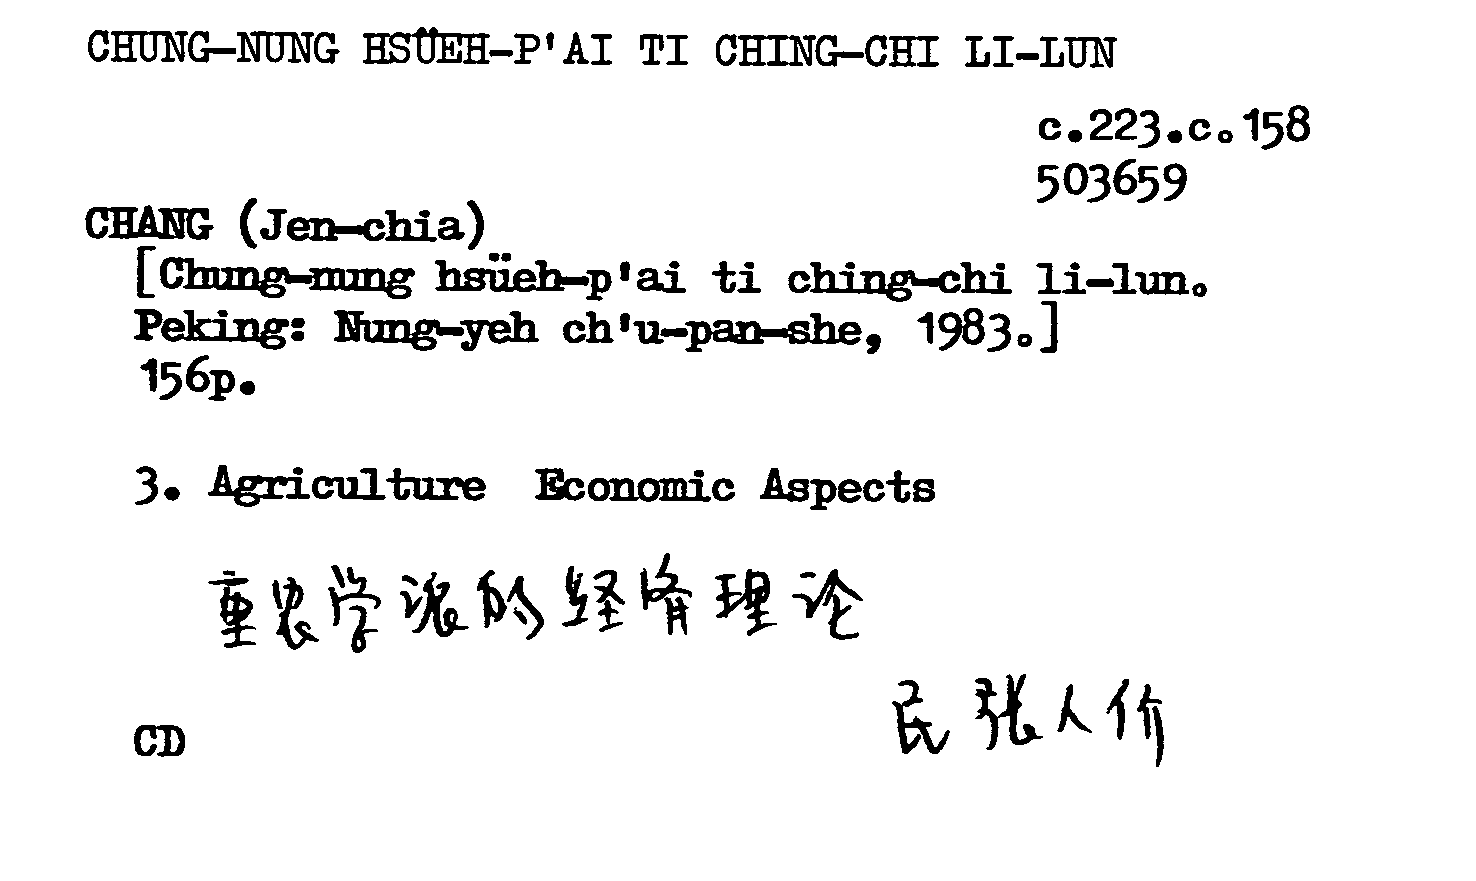 CHUNG-NUNG HSÜEH-P'AI TI CHING-CHI LI-LUN
c.223.c.158
503659
CHANG (Jen-chia)
[Chung-nung hsüeh-p'ai ti ching-chi li-lun.
Peking: Nung-yeh ch'u-pan-she, 1983.]
156p.
3. Agriculture Economic Aspects
重农学派的经济理论
民 张人价
CD